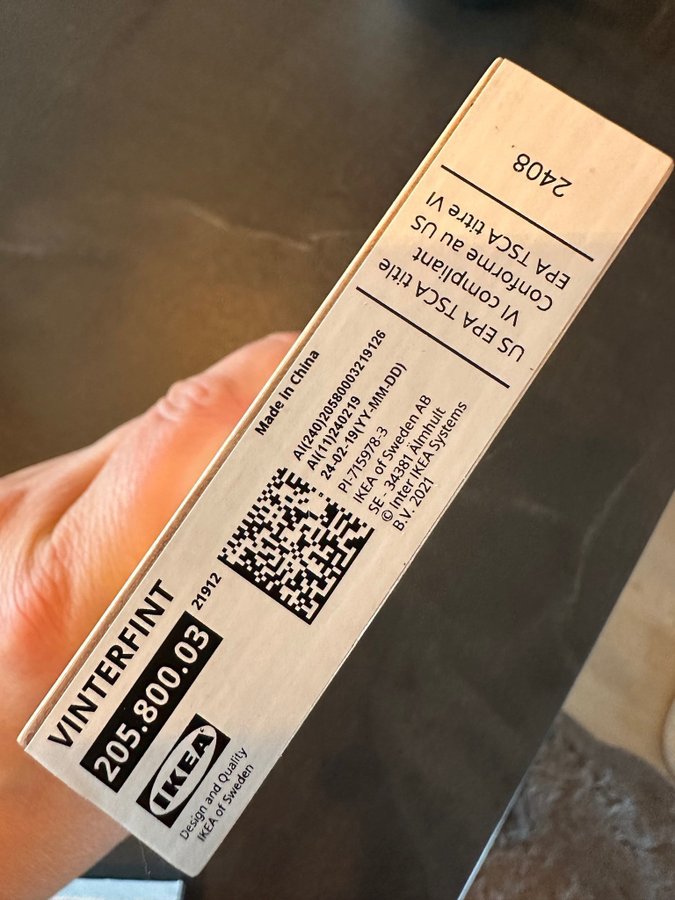 VINTERFINT
205.800.03
21912
IKEA
Design and Quality
IKEA of Sweden
Made in China
AI(240)20580003219126
AI(11)240219
24-02-19(YY-MM-DD)
PI-715978-3
IKEA of Sweden AB
SE - 34381 Älmhult
© Inter IKEA Systems
B.V. 2021
US EPA TSCA title
VI compliant
Conforme au US
EPA TSCA titre VI
2408